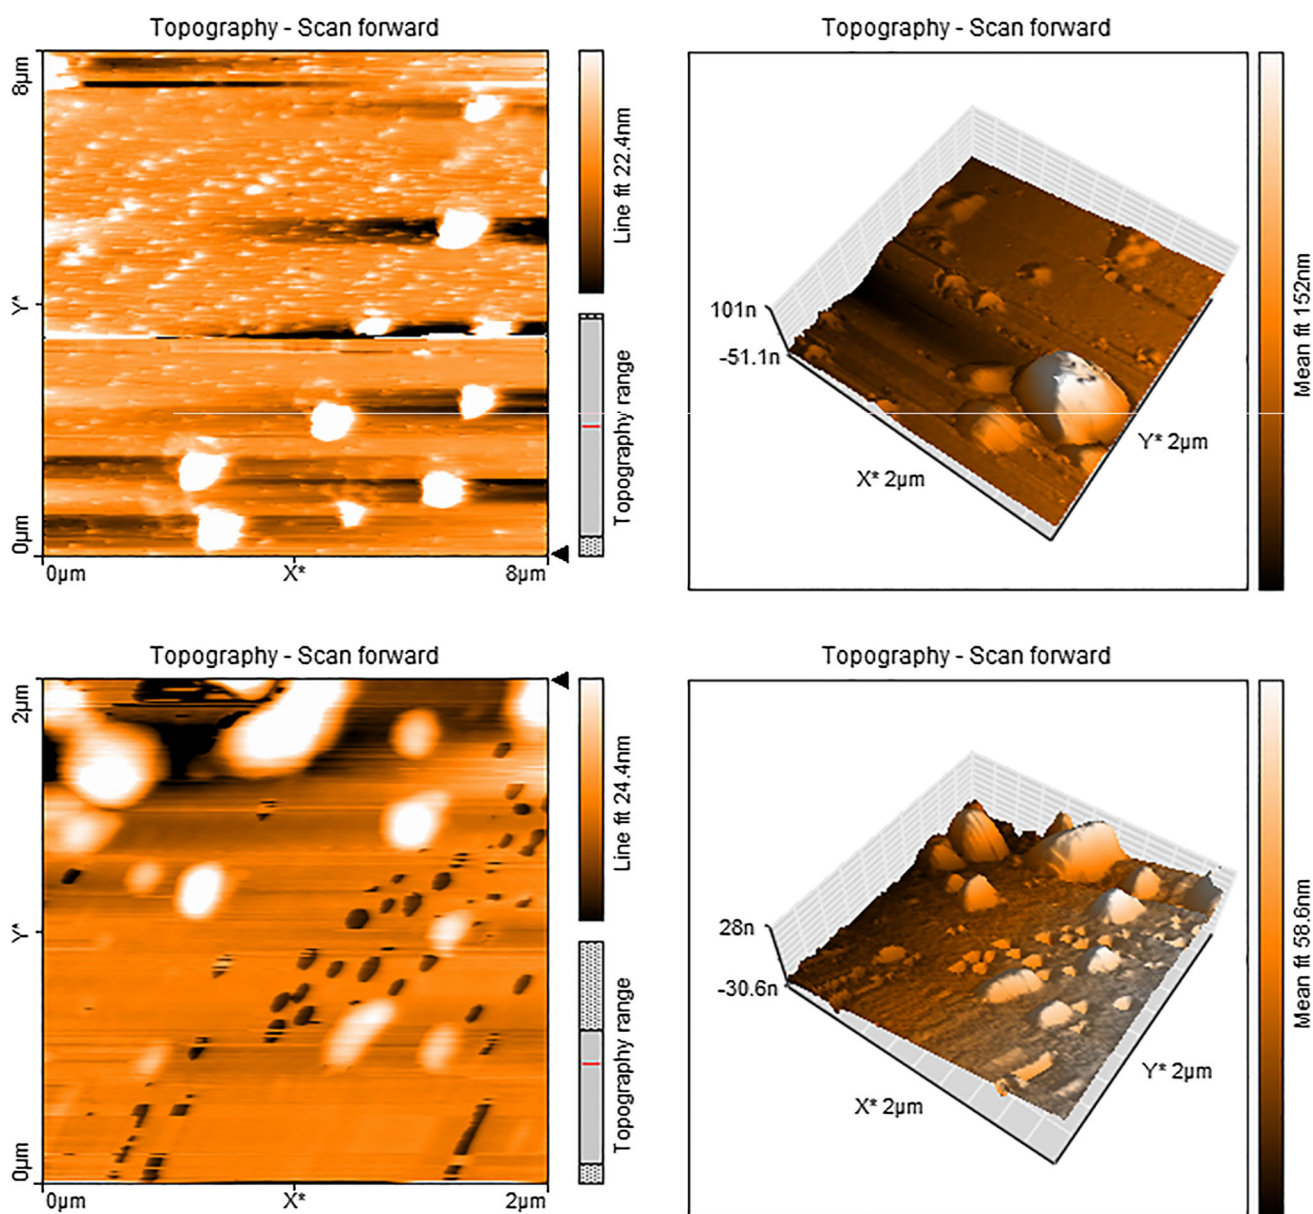 Topography - Scan forward
8µm
Y*
0µm
0µm
X*
8µm
Line fit 22.4nm
Topography range
Topography - Scan forward
101n
-51.1n
X* 2µm
Y* 2µm
Mean fit 152nm
Topography - Scan forward
2µm
Y*
0µm
0µm
X*
2µm
Line fit 24.4nm
Topography range
Topography - Scan forward
28n
-30.6n
X* 2µm
Y* 2µm
Mean fit 58.6nm